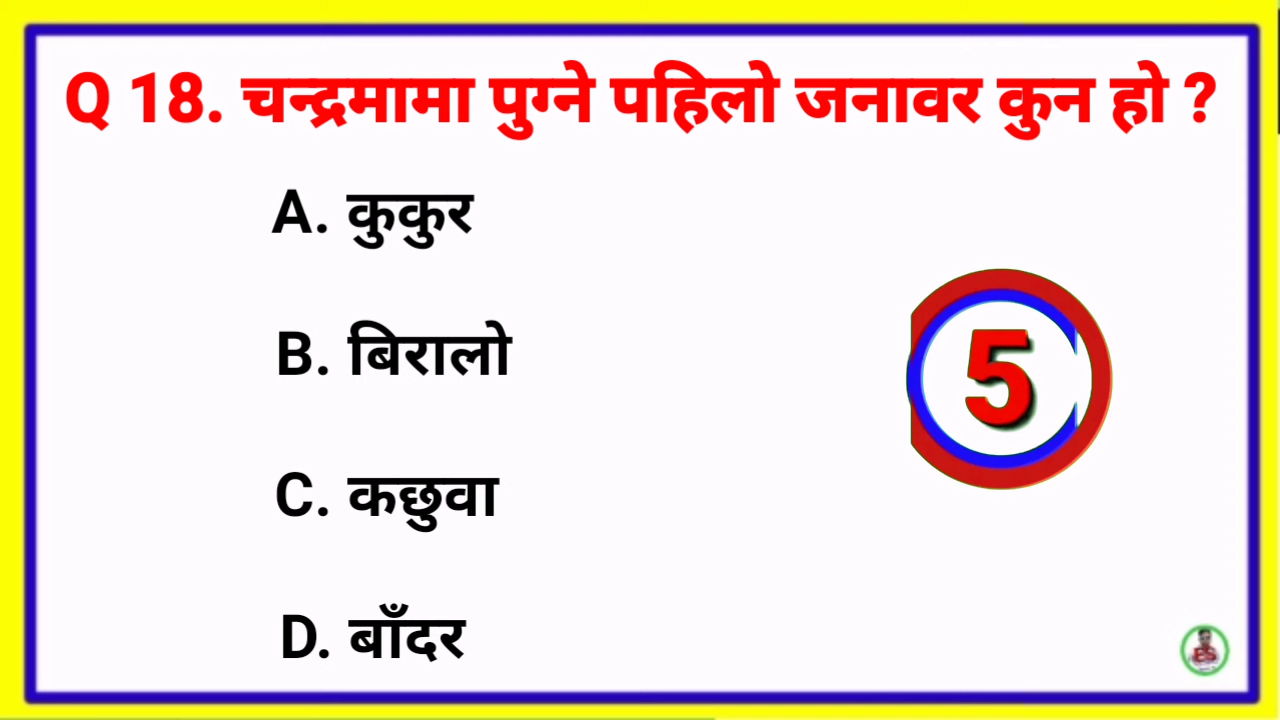 Q 18. चन्द्रमामा पुग्ने पहिलो जनावर कुन हो ?
A. कुकुर
B. बिरालो
5
C. कछुवा
D. बाँदर